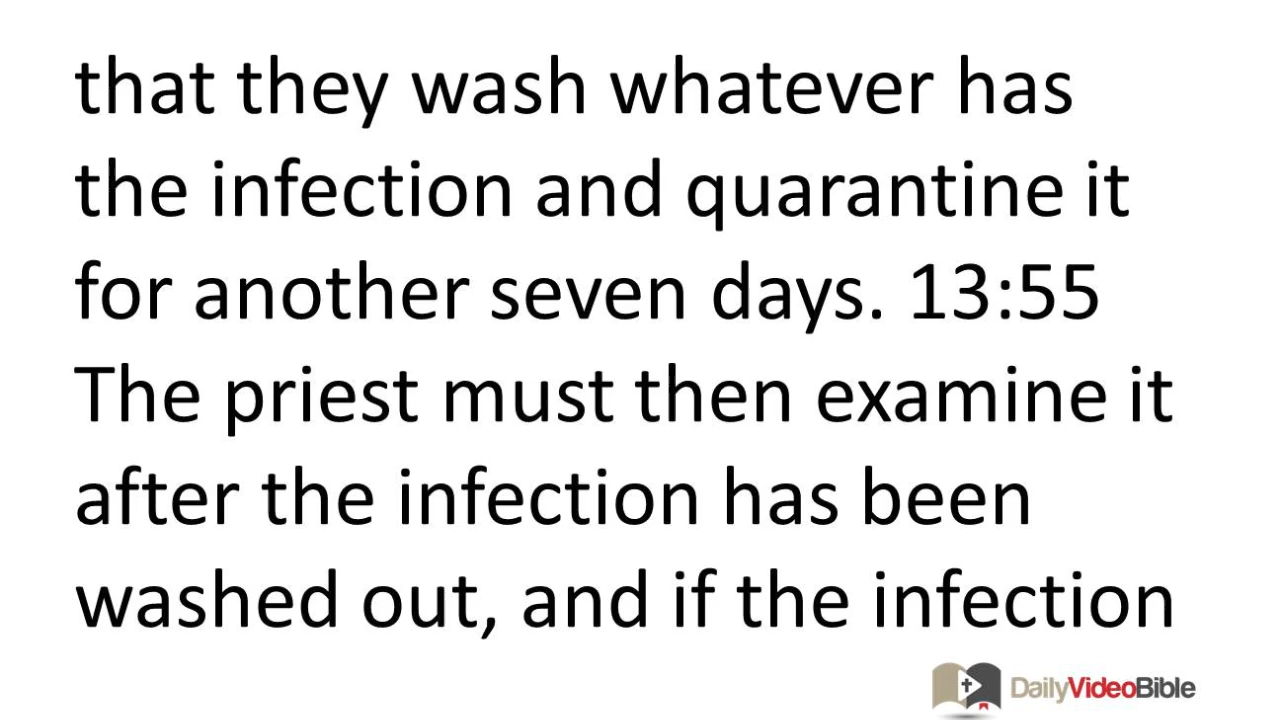 that they wash whatever has
the infection and quarantine it
for another seven days. 13:55
The priest must then examine it
after the infection has been
washed out, and if the infection
DailyVideoBible